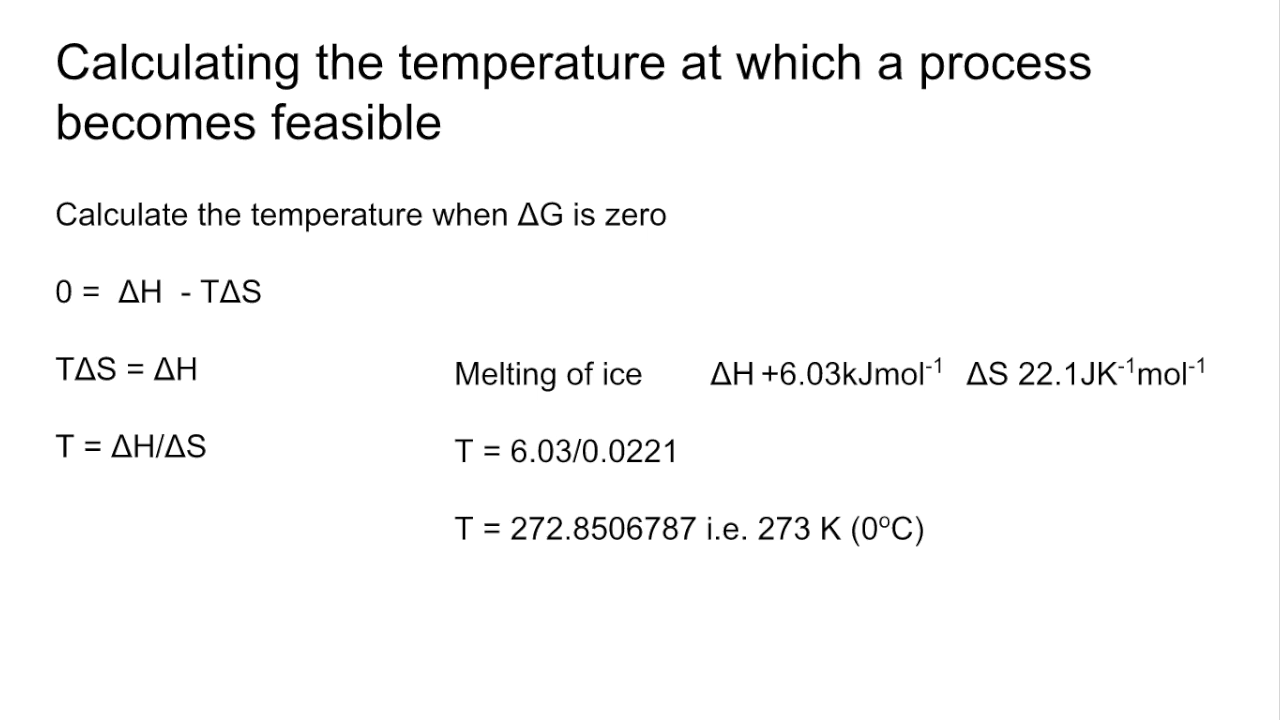 Calculating the temperature at which a process
becomes feasible
Calculate the temperature when ΔG is zero
0 = ΔH - TΔS
TΔS = ΔH
T = ΔH/ΔS
Melting of ice ΔH +6.03kJmol⁻¹ ΔS 22.1JK⁻¹mol⁻¹
T = 6.03/0.0221
T = 272.8506787 i.e. 273 K (0ºC)